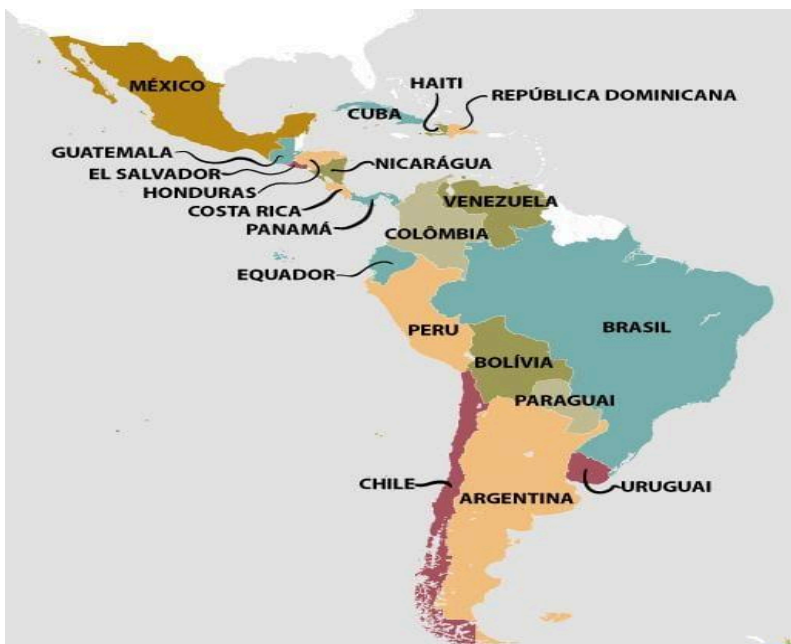 MÉXICO
HAITI
REPÚBLICA DOMINICANA
CUBA
GUATEMALA
NICARÁGUA
EL SALVADOR
HONDURAS
COSTA RICA
PANAMÁ
VENEZUELA
COLÔMBIA
EQUADOR
PERU
BRASIL
BOLÍVIA
PARAGUAI
CHILE
ARGENTINA
URUGUAI